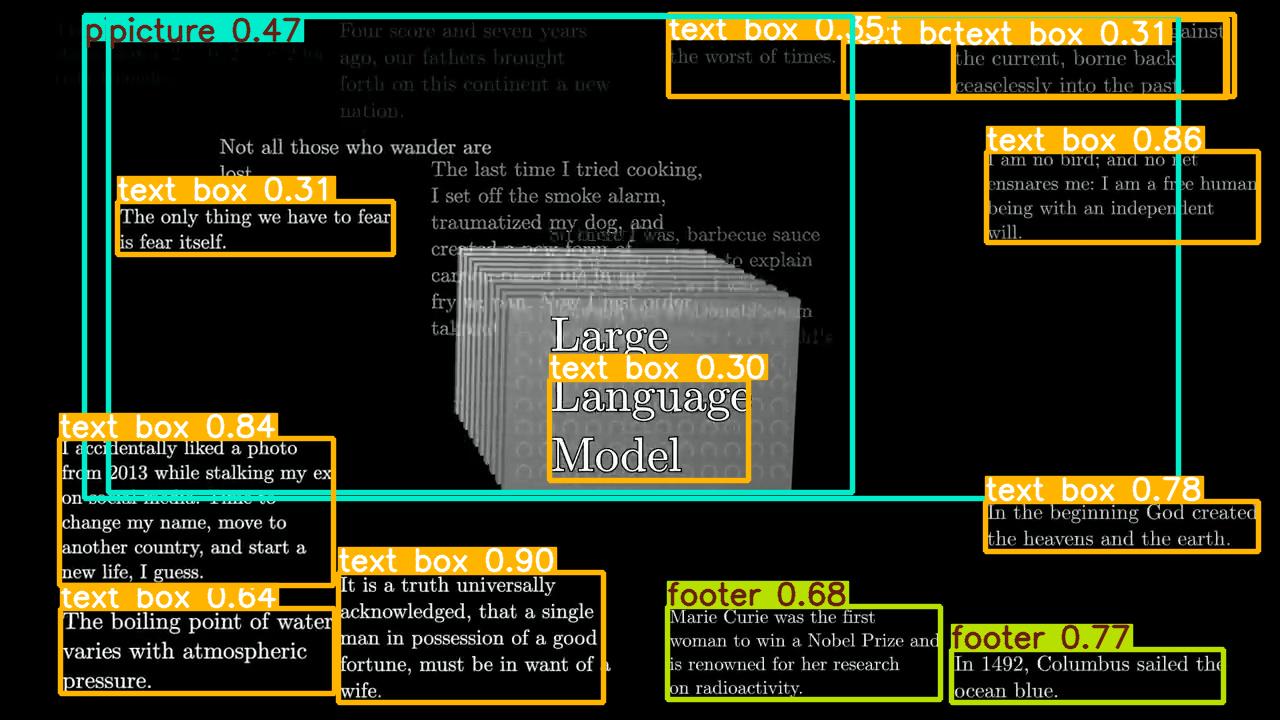 picture 0.47
Four score and seven years
ago, our fathers brought
forth on this continent a new
nation.
text box 0.35
the worst of times.
text box 0.31
the current, borne back
ceaselessly into the past.
Not all those who wander are
lost
text box 0.31
The only thing we have to fear
is fear itself.
The last time I tried cooking,
I set off the smoke alarm,
traumatized my dog, and
created a new form of
was, barbecue sauce
to explain
text box 0.86
I am no bird; and no net
ensnares me: I am a free human
being with an independent
will.
Large
text box 0.30
Language
Model
text box 0.84
I accidentally liked a photo
from 2013 while stalking my ex
on social media. Time to
change my name, move to
another country, and start a
new life, I guess.
text box 0.64
The boiling point of water
varies with atmospheric
pressure.
text box 0.90
It is a truth universally
acknowledged, that a single
man in possession of a good
fortune, must be in want of a
wife.
footer 0.68
Marie Curie was the first
woman to win a Nobel Prize and
is renowned for her research
on radioactivity.
text box 0.78
In the beginning God created
the heavens and the earth.
footer 0.77
In 1492, Columbus sailed the
ocean blue.